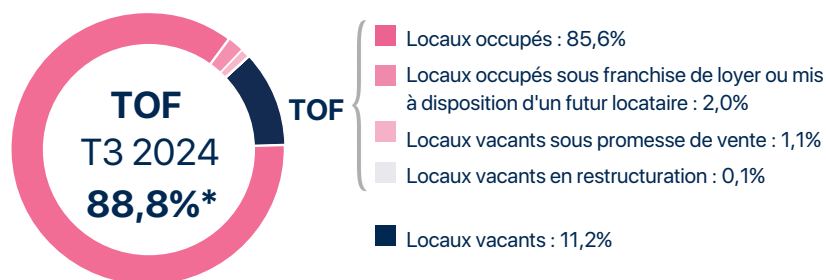 TOF
T3 2024
88,8%*
TOF
Locaux occupés : 85,6%
Locaux occupés sous franchise de loyer ou mis
à disposition d'un futur locataire : 2,0%
Locaux vacants sous promesse de vente : 1,1%
Locaux vacants en restructuration : 0,1%
Locaux vacants : 11,2%